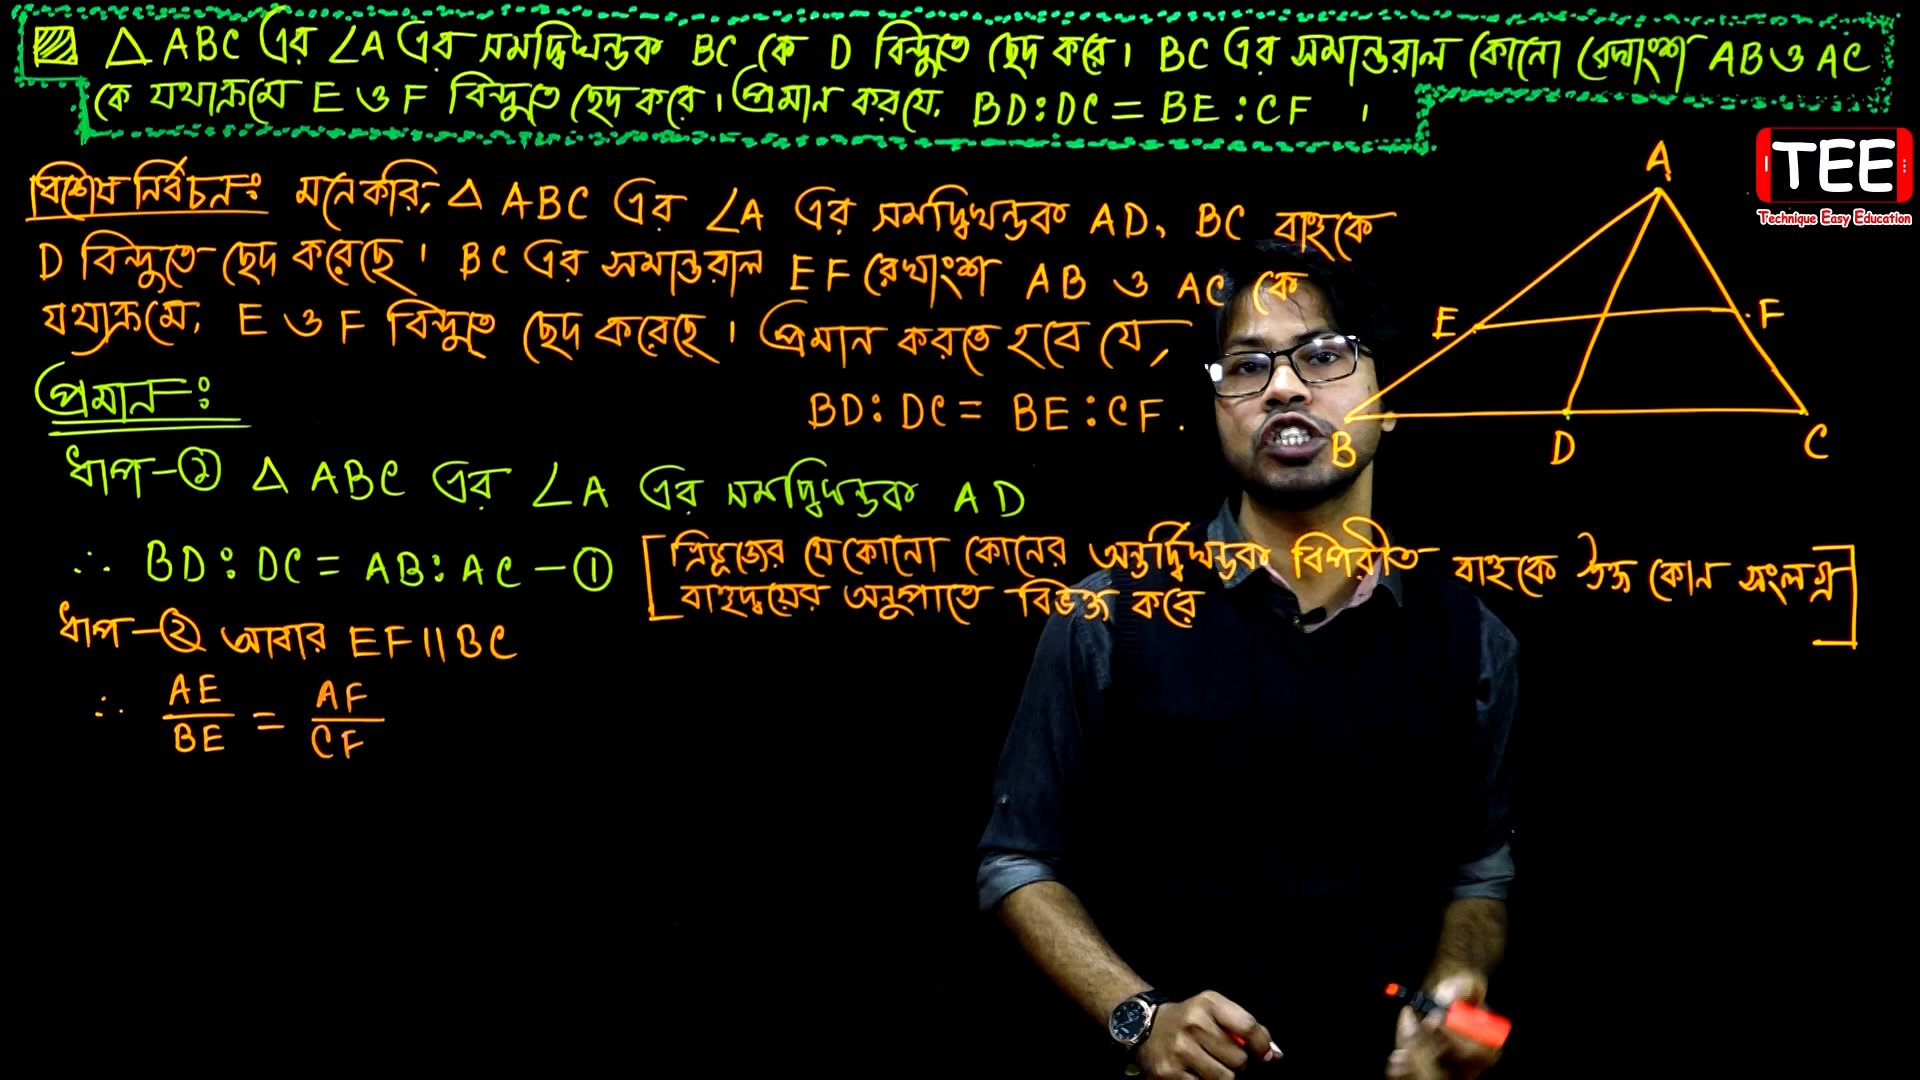 △ ABC এর ∠A এর সমদ্বিখন্ডক BC কে D বিন্দুতে ছেদ করে। BC এর সমান্তরাল কোনো রেখাংশ AB ও AC
কে যথাক্রমে E ও F বিন্দুতে ছেদ করে। প্রমান কর যে, BD:DC = BE:CF ।
TEE
Technique Easy Education
বিশেষ নির্বচন: মনেকরি, △ ABC এর ∠A এর সমদ্বিখন্ডক AD, BC বাহুকে
D বিন্দুতে ছেদ করেছে। BC এর সমান্তরাল EF রেখাংশ AB ও AC কে
যথাক্রমে, E ও F বিন্দুতে ছেদ করেছে। প্রমান করতে হবে যে,
BD:DC = BE:CF.
A
E
F
B
D
C
প্রমান:
ধাপ-① △ ABC এর ∠A এর সমদ্বিখন্ডক AD
∴ BD:DC = AB:AC —① [ত্রিভূজের যেকোনো কোনের অন্তর্দ্বিখন্ডক বিপরীত বাহুকে উক্ত কোন সংলগ্ন
বাহুদ্বয়ের অনুপাতে বিভক্ত করে]
ধাপ-② আবার EF||BC
∴ AE/BE = AF/CF